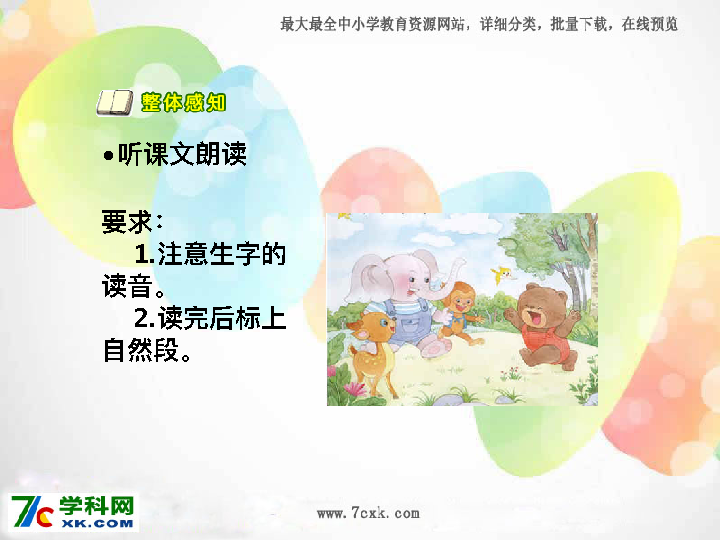 最大最全中小学教育资源网站，详细分类，批量下载，在线预览
整体感知
•听课文朗读
要求：
1.注意生字的
读音。
2.读完后标上
自然段。
7C学科网
XK.COM
www.7cxk.com